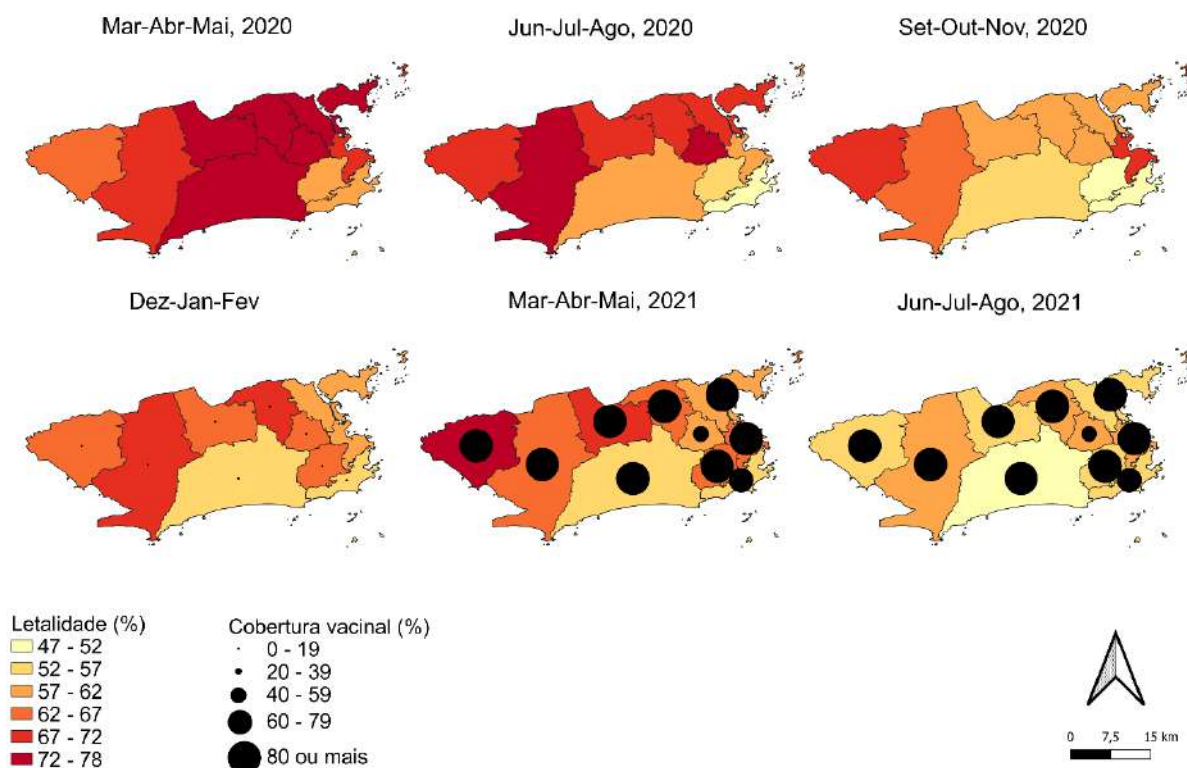 Mar-Abr-Mai, 2020
Jun-Jul-Ago, 2020
Set-Out-Nov, 2020
Dez-Jan-Fev
Mar-Abr-Mai, 2021
Jun-Jul-Ago, 2021
Letalidade (%)
47 - 52
52 - 57
57 - 62
62 - 67
67 - 72
72 - 78
Cobertura vacinal (%)
0 - 19
20 - 39
40 - 59
60 - 79
80 ou mais
0 7,5 15 km